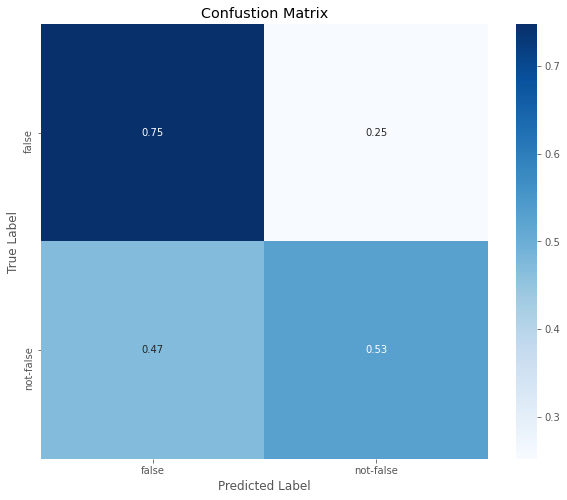 Confustion Matrix
True Label
false
not-false
0.75
0.25
0.47
0.53
false
not-false
Predicted Label
0.7
0.6
0.5
0.4
0.3